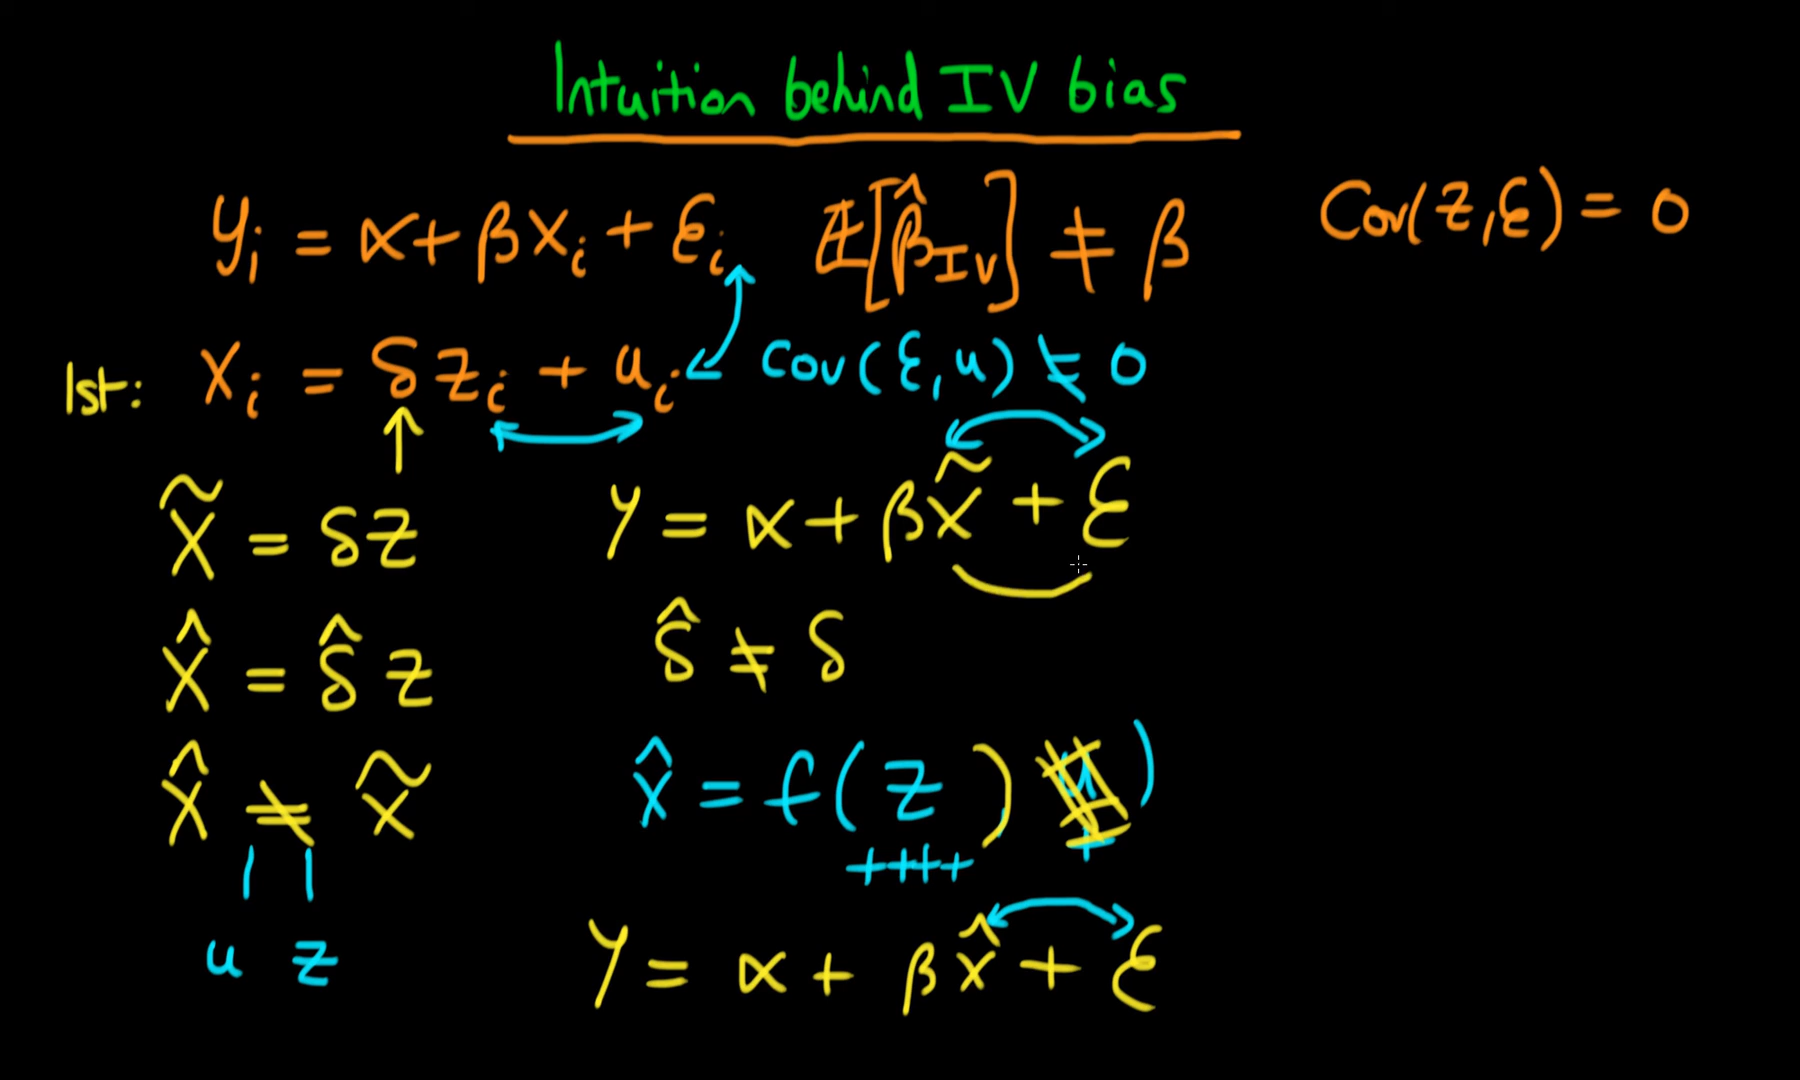 Intuition behind IV bias
yᵢ = α + βxᵢ + εᵢ E[β̂_IV] ≠ β Cov(z, ε) = 0
1st: xᵢ = δzᵢ + uᵢ Cov(ε, u) ≠ 0
x̃ = δz y = α + βx̃ + ε
x̂ = δ̂z δ̂ ≠ δ
x̂ ≠ x̃ x̂ = f(z) )
++++ +
u z y = α + βx̂ + ε